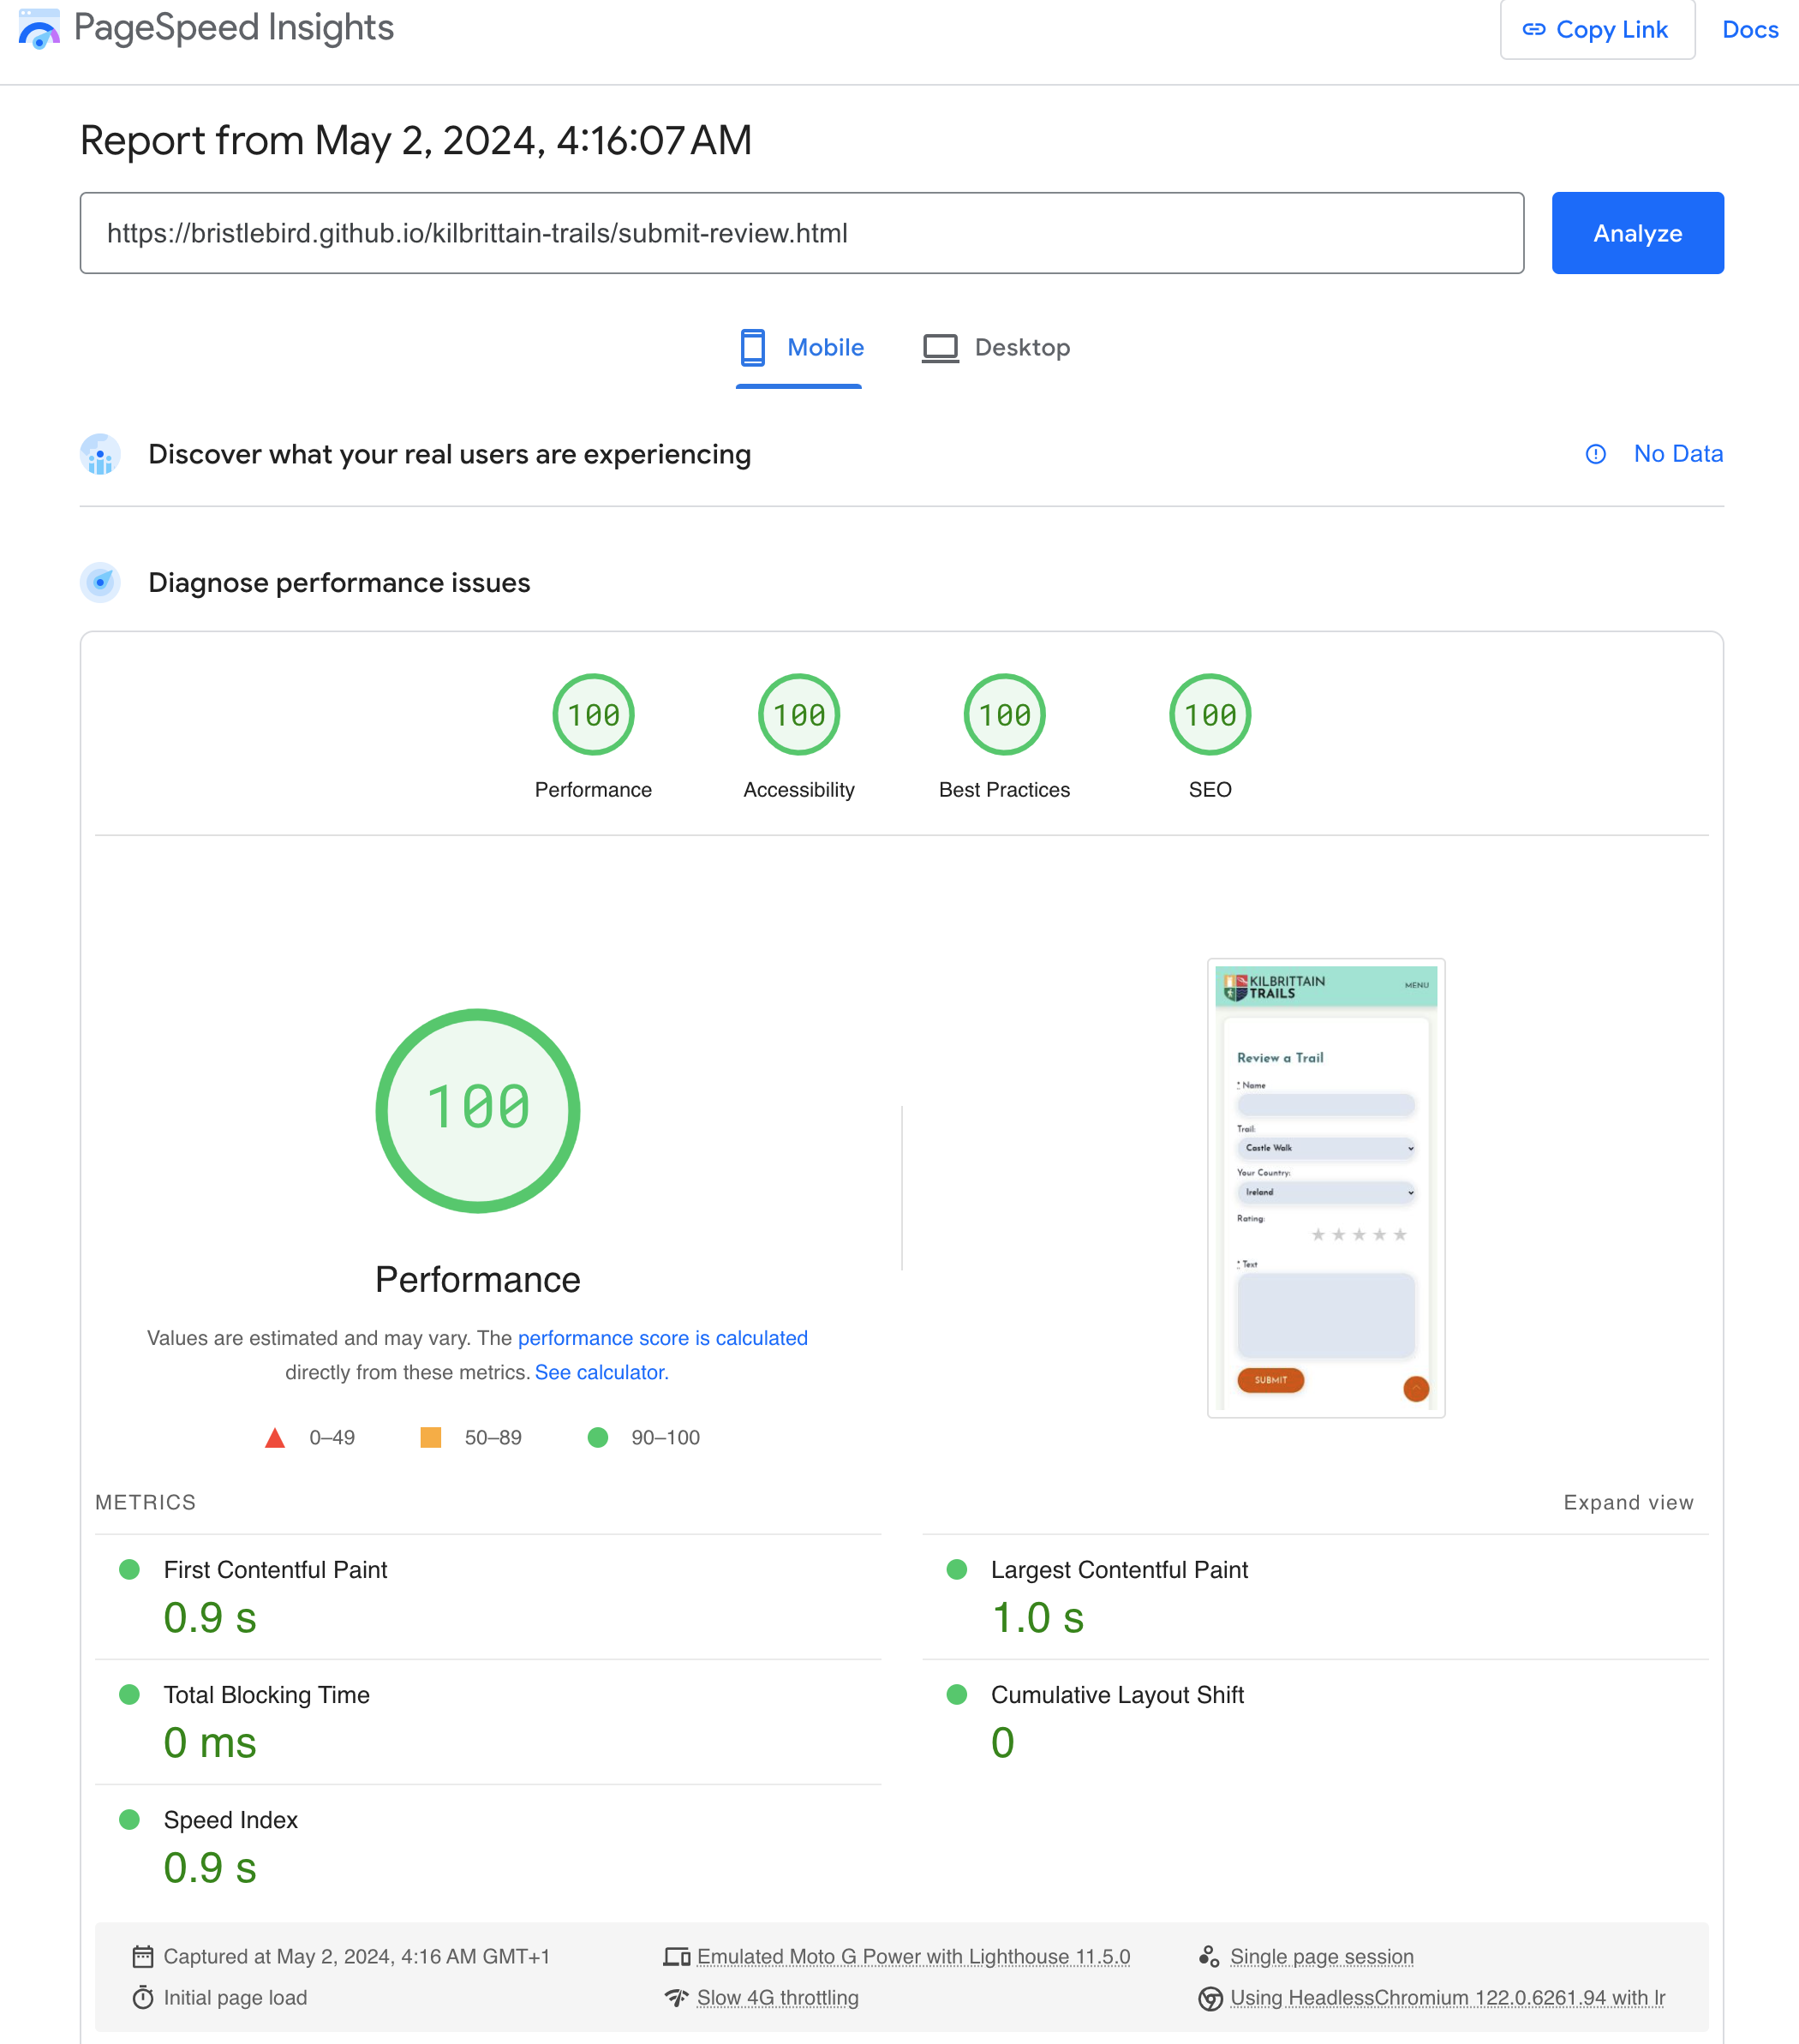 PageSpeed Insights
Copy Link
Docs
Report from May 2, 2024, 4:16:07 AM
https://bristlebird.github.io/kilbrittain-trails/submit-review.html
Analyze
Mobile
Desktop
Discover what your real users are experiencing
No Data
Diagnose performance issues
100
100
100
100
Performance
Accessibility
Best Practices
SEO
100
Performance
Values are estimated and may vary. The performance score is calculated
directly from these metrics. See calculator.
0–49
50–89
90–100
KILBRITTAIN
TRAILS
MENU
Review a Trail
* Name
Trail:
Castle Walk
Your Country:
Ireland
Rating:
★ ★ ★ ★ ★
* Text
SUBMIT
METRICS
Expand view
First Contentful Paint
0.9 s
Largest Contentful Paint
1.0 s
Total Blocking Time
0 ms
Cumulative Layout Shift
0
Speed Index
0.9 s
Captured at May 2, 2024, 4:16 AM GMT+1
Emulated Moto G Power with Lighthouse 11.5.0
Single page session
Initial page load
Slow 4G throttling
Using HeadlessChromium 122.0.6261.94 with lr